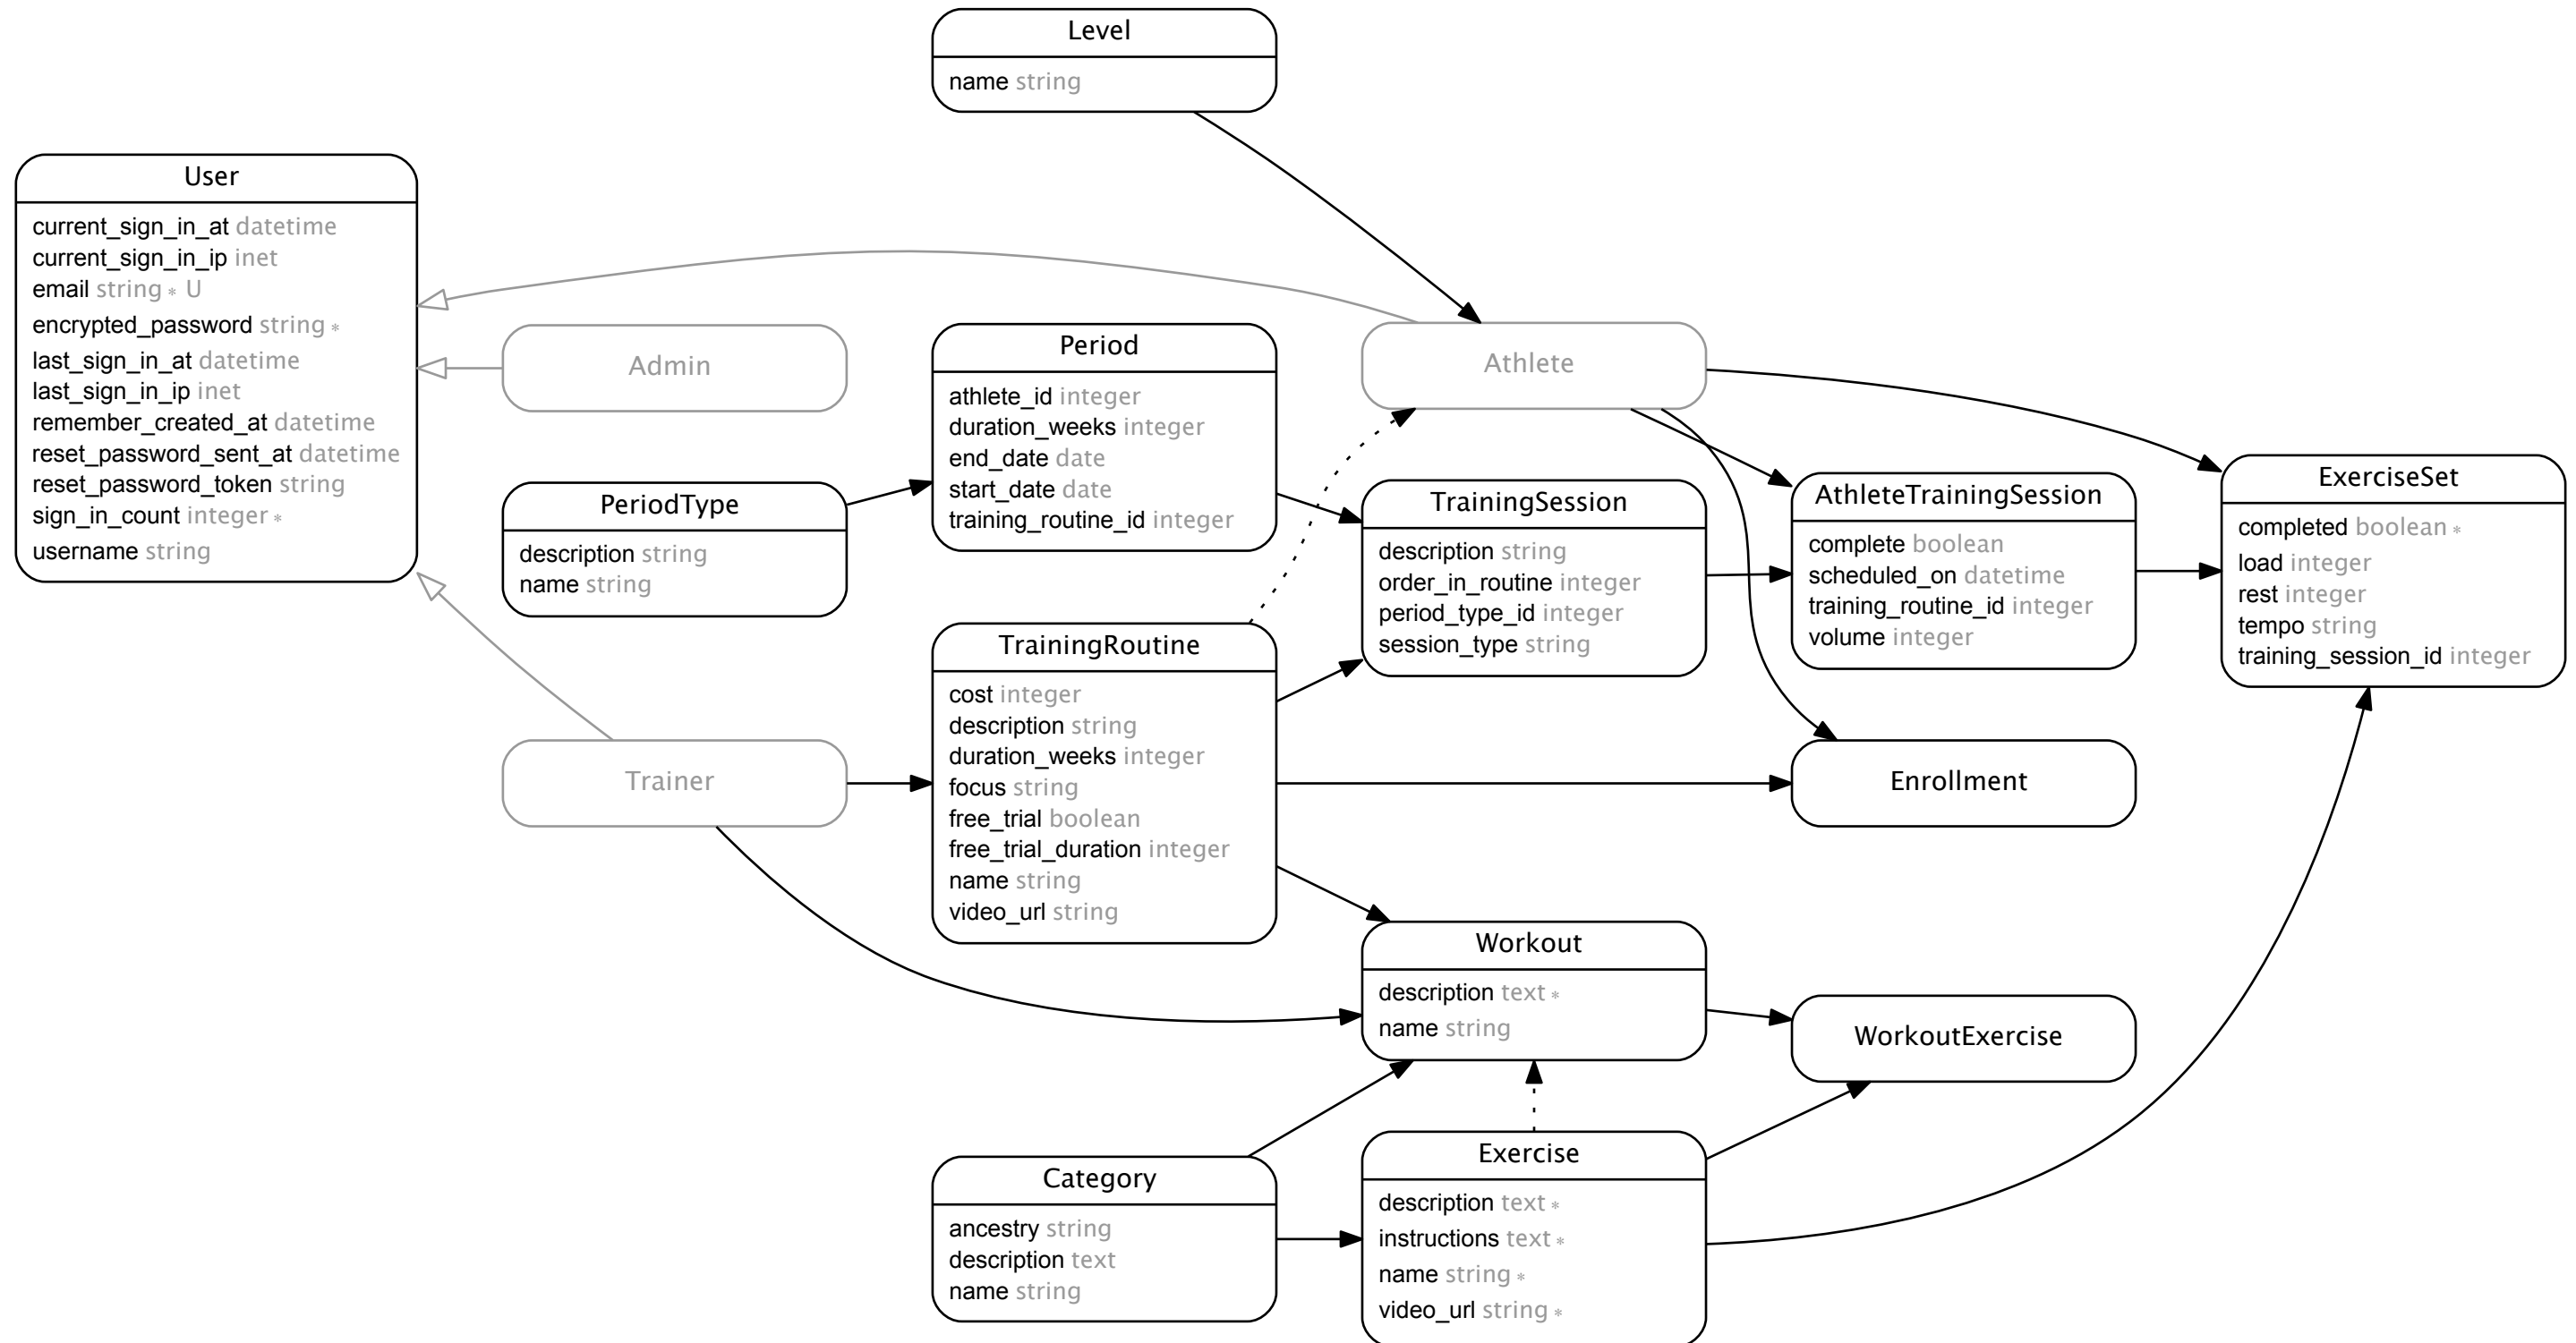 Level
name string
User
current_sign_in_at datetime
current_sign_in_ip inet
email string * U
encrypted_password string *
last_sign_in_at datetime
last_sign_in_ip inet
remember_created_at datetime
reset_password_sent_at datetime
reset_password_token string
sign_in_count integer *
username string
Admin
Period
athlete_id integer
duration_weeks integer
end_date date
start_date date
training_routine_id integer
Athlete
PeriodType
description string
name string
TrainingSession
description string
order_in_routine integer
period_type_id integer
session_type string
AthleteTrainingSession
complete boolean
scheduled_on datetime
training_routine_id integer
volume integer
ExerciseSet
completed boolean *
load integer
rest integer
tempo string
training_session_id integer
TrainingRoutine
cost integer
description string
duration_weeks integer
focus string
free_trial boolean
free_trial_duration integer
name string
video_url string
Trainer
Enrollment
Workout
description text *
name string
WorkoutExercise
Category
ancestry string
description text
name string
Exercise
description text *
instructions text *
name string *
video_url string *